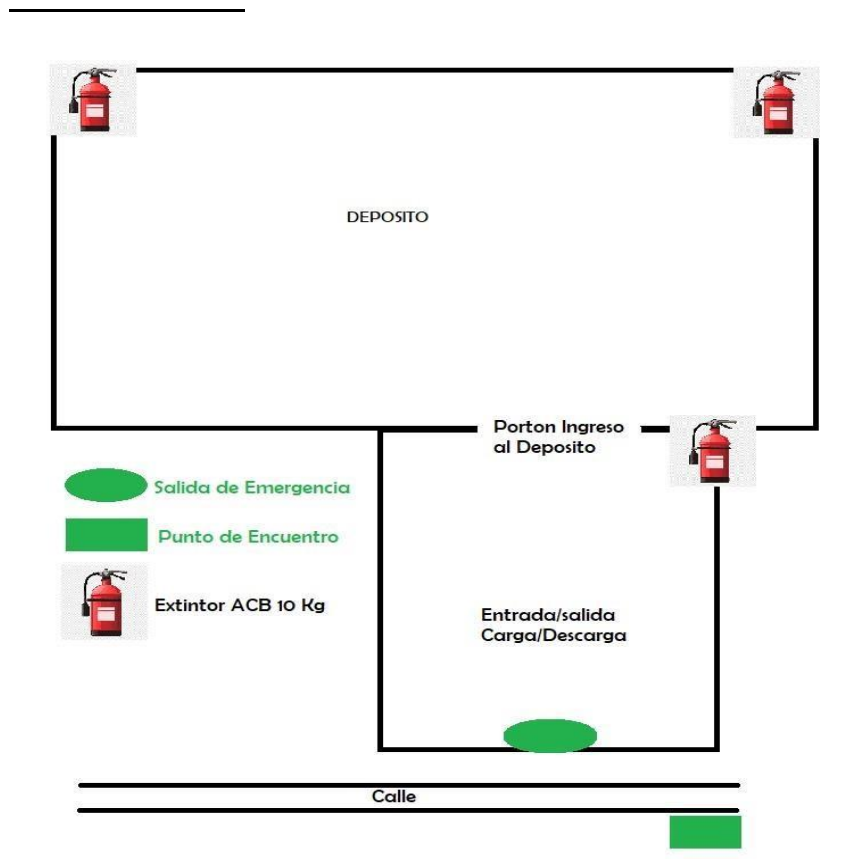 DEPOSITO
Porton Ingreso
al Deposito
Salida de Emergencia
Punto de Encuentro
Extintor ACB 10 Kg
Entrada/salida
Carga/Descarga
Calle